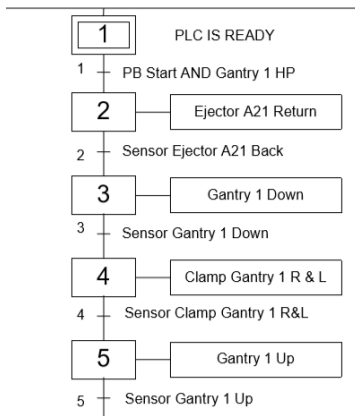 1 PLC IS READY
1 PB Start AND Gantry 1 HP
2 Ejector A21 Return
2 Sensor Ejector A21 Back
3 Gantry 1 Down
3 Sensor Gantry 1 Down
4 Clamp Gantry 1 R & L
4 Sensor Clamp Gantry 1 R&L
5 Gantry 1 Up
5 Sensor Gantry 1 Up